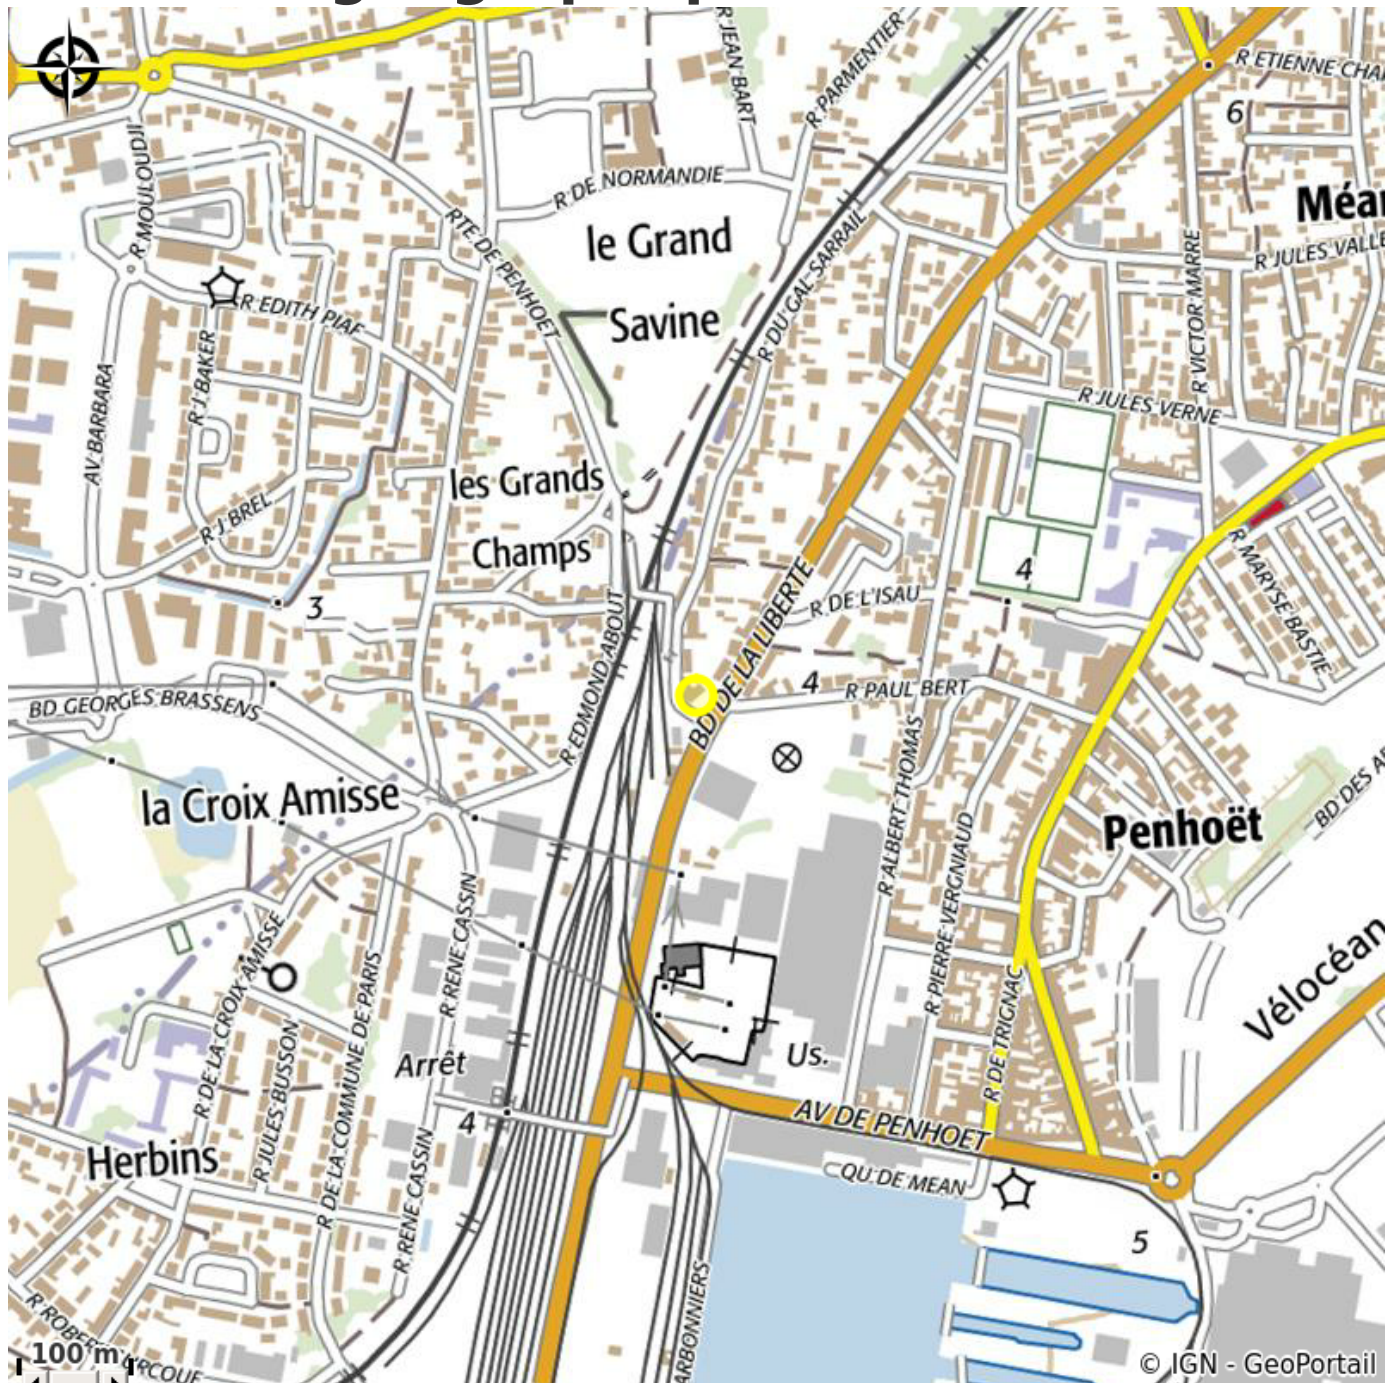 R JEAN BART
R PARMENTIER
R ETIENNE CHA
6
R MOULOUDJI
R DE NORMANDIE
Méa
RTE DE PENHOET
le Grand
Savine
R DU GAL SARRAIL
R VICTOR MARRE
R JULES VALLE
R EDITH PIAF
R J BAKER
AV BARBARA
R JULES VERNE
les Grands
Champs
R J BREL
4
R MARYSE BASTIE
3
R DE L'ISAU
R EDMOND ABOUT
BD DE LA LIBERTE
4
R PAUL BERT
BD GEORGES BRASSENS
R ALBERT THOMAS
la Croix Amisse
Penhoët
BD DES A
R PIERRE VERGNIAUD
R RENE CASSIN
R DE LA CROIX AMISSE
R DE LA COMMUNE DE PARIS
Vélocéan
R DE TRIGNAC
R JULES BUSSON
Arrêt
Us.
4
AV DE PENHOET
Herbins
R RENE CASSIN
QU DE MEAN
5
ARBONNIERS
100 m
© IGN - GeoPortail